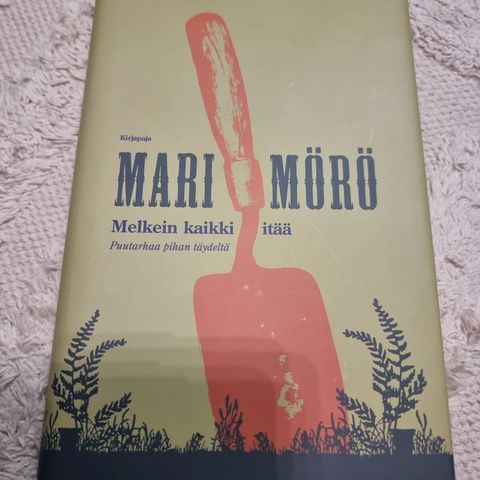 Kirjapaja
MARI MÖRÖ
Melkein kaikki itää
Puutarhaa pihan täydeltä